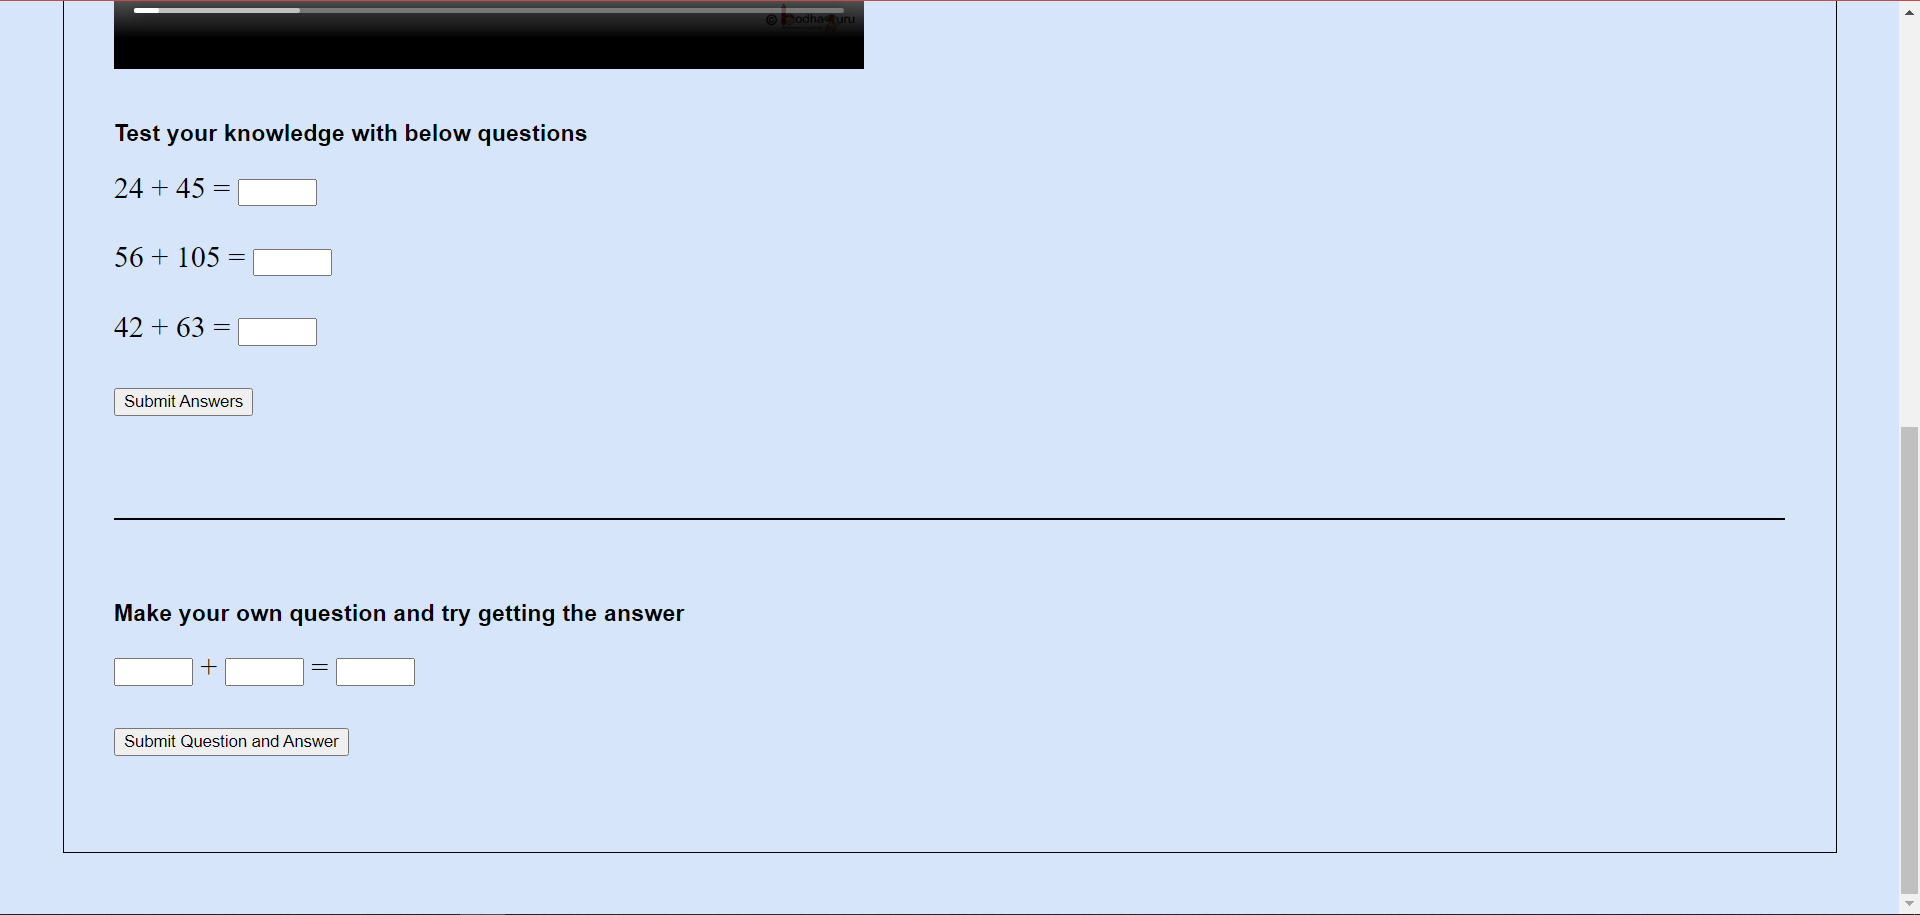 ©
Test your knowledge with below questions
24 + 45 =
56 + 105 =
42 + 63 =
Submit Answers
Make your own question and try getting the answer
+ =
Submit Question and Answer